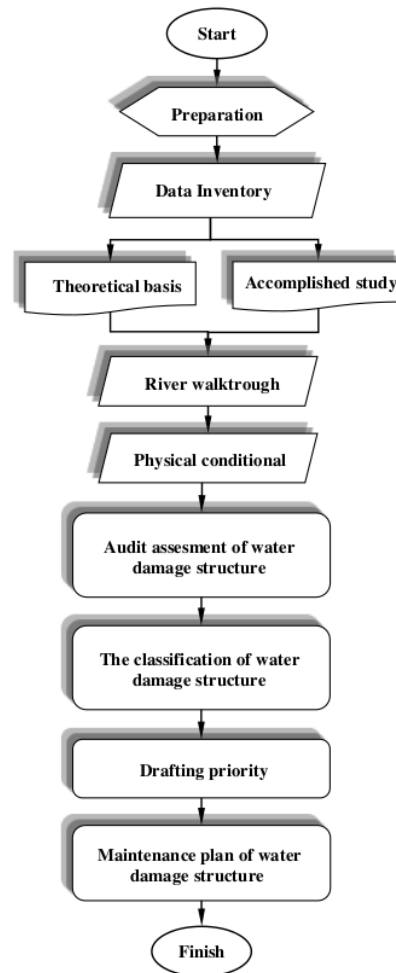 Start
Preparation
Data Inventory
Theoretical basis
Accomplished study
River walktrough
Physical conditional
Audit assesment of water
damage structure
The classification of water
damage structure
Drafting priority
Maintenance plan of water
damage structure
Finish